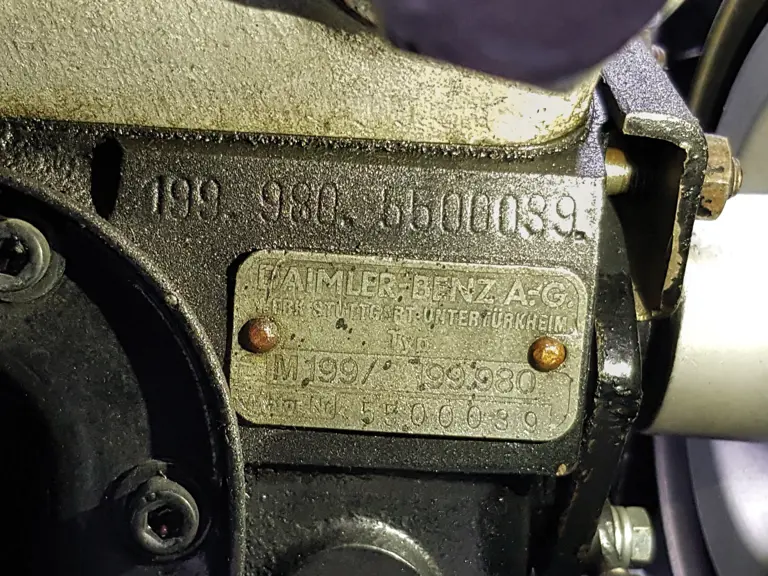 199.980.5500039
DAIMLER-BENZ A.-G.
WERK STUTTGART-UNTERTÜRKHEIM
Typ
M 199/ 199.980
5500039